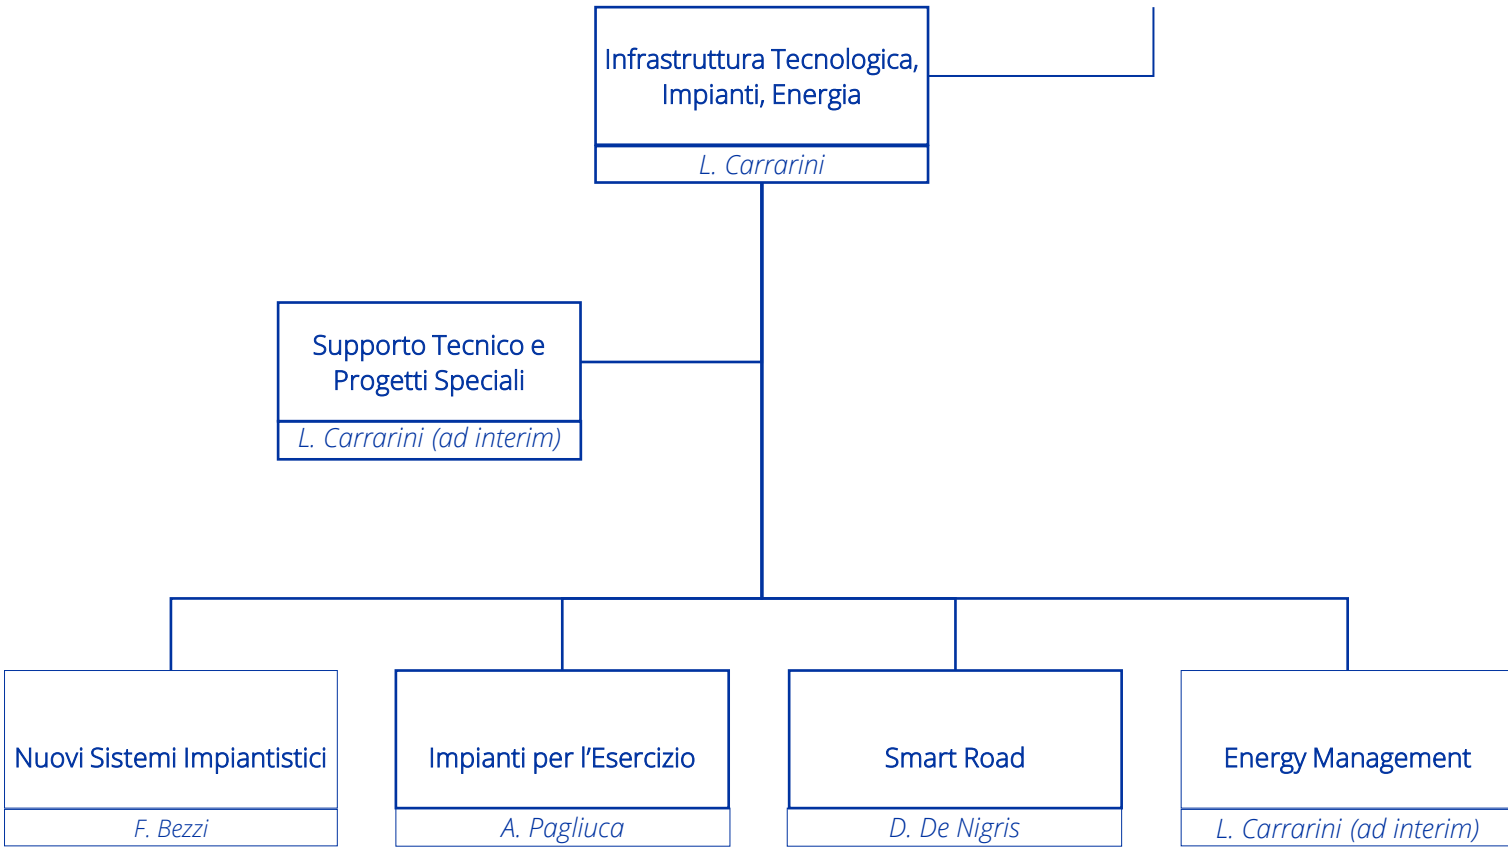 Infrastruttura Tecnologica,
Impianti, Energia
L. Carrarini
Supporto Tecnico e
Progetti Speciali
L. Carrarini (ad interim)
Nuovi Sistemi Impiantistici
F. Bezzi
Impianti per l’Esercizio
A. Pagliuca
Smart Road
D. De Nigris
Energy Management
L. Carrarini (ad interim)